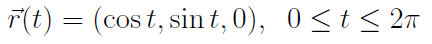 r⃗(t) = (cos t, sin t, 0),  0 ≤ t ≤ 2π